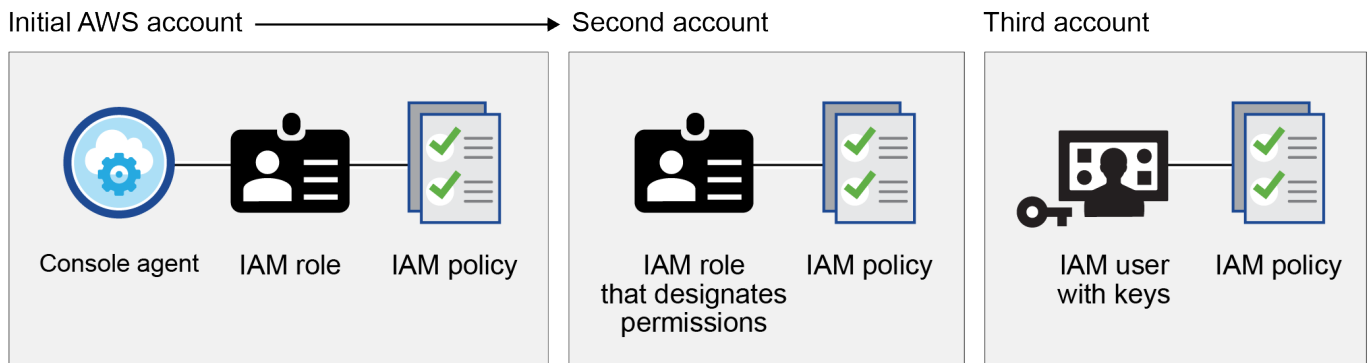 Initial AWS account
Second account
Third account
Console agent
IAM role
IAM policy
IAM role
that designates
permissions
IAM policy
IAM user
with keys
IAM policy